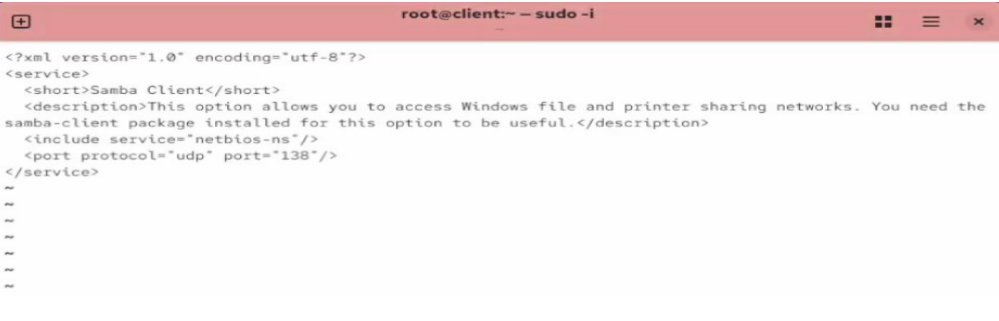 root@client:~ — sudo -i
<?xml version="1.0" encoding="utf-8"?>
<service>
  <short>Samba Client</short>
  <description>This option allows you to access Windows file and printer sharing networks. You need the
samba-client package installed for this option to be useful.</description>
  <include service="netbios-ns"/>
  <port protocol="udp" port="138"/>
</service>
~
~
~
~
~
~
~